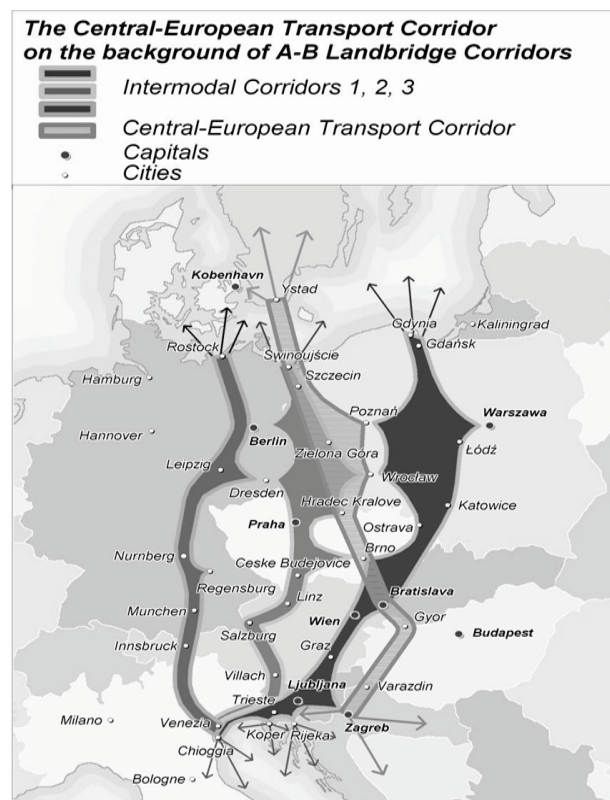 The Central-European Transport Corridor
on the background of A-B Landbridge Corridors
Intermodal Corridors 1, 2, 3
Central-European Transport Corridor
Capitals
Cities
Kobenhavn
Ystad
Gdynia
Kaliningrad
Gdańsk
Rostock
Świnoujście
Szczecin
Hamburg
Poznań
Warszawa
Hannover
Berlin
Łódź
Zielona Góra
Leipzig
Wrocław
Dresden
Hradec Kralove
Katowice
Praha
Ostrava
Brno
Nurnberg
Ceske Budejovice
Regensburg
Bratislava
Linz
Munchen
Wien
Gyor
Salzburg
Budapest
Graz
Innsbruck
Villach
Ljubljana
Varazdin
Trieste
Milano
Venezia
Zagreb
Koper
Rijeka
Chioggia
Bologne